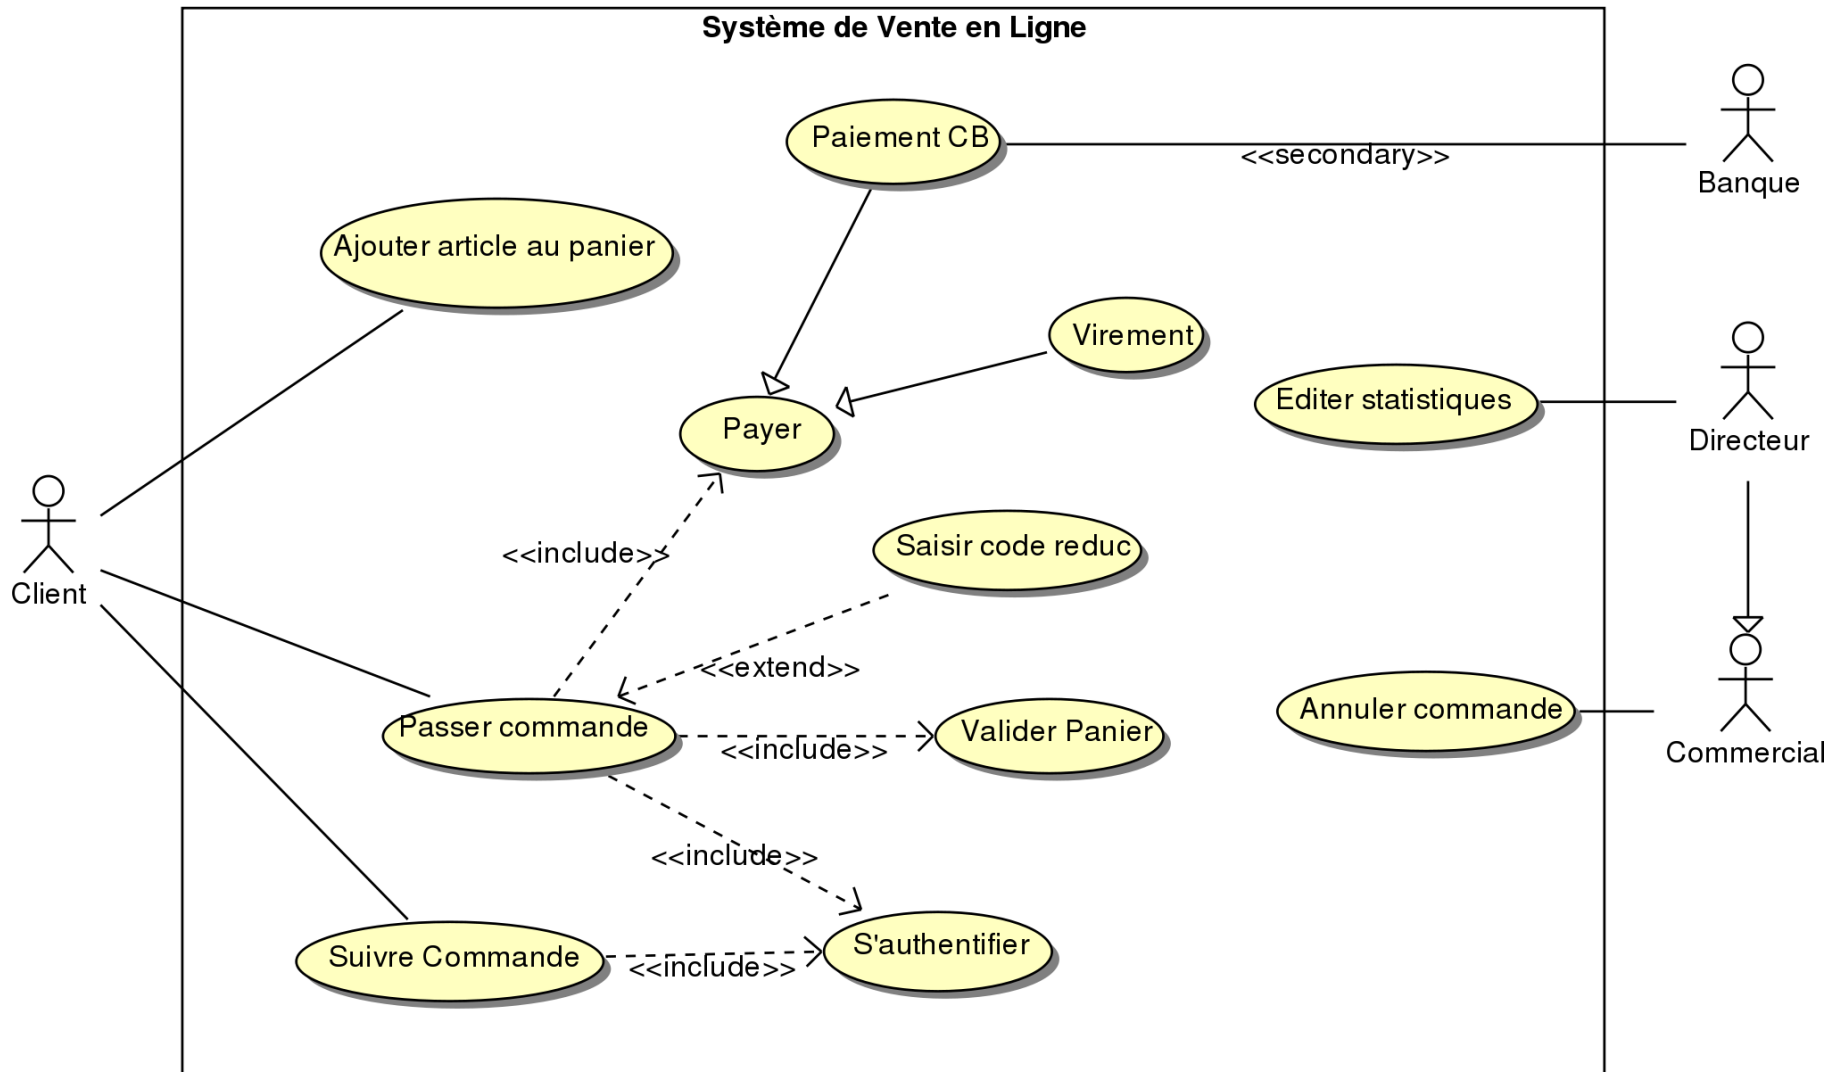 Système de Vente en Ligne
Paiement CB
<<secondary>>
Banque
Ajouter article au panier
Virement
Editer statistiques
Payer
Directeur
Client
<<include>>
Saisir code reduc
<<extend>>
Passer commande
<<include>>
Valider Panier
Annuler commande
Commercial
<<include>>
Suivre Commande
<<include>>
S'authentifier